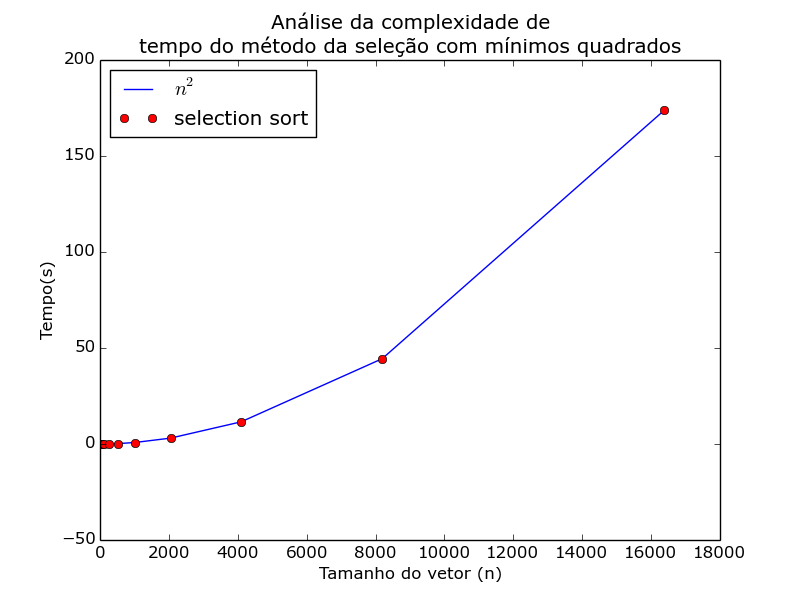 Análise da complexidade de
tempo do método da seleção com mínimos quadrados
n²
selection sort
200
150
100
50
0
−50
Tempo(s)
0 2000 4000 6000 8000 10000 12000 14000 16000 18000
Tamanho do vetor (n)